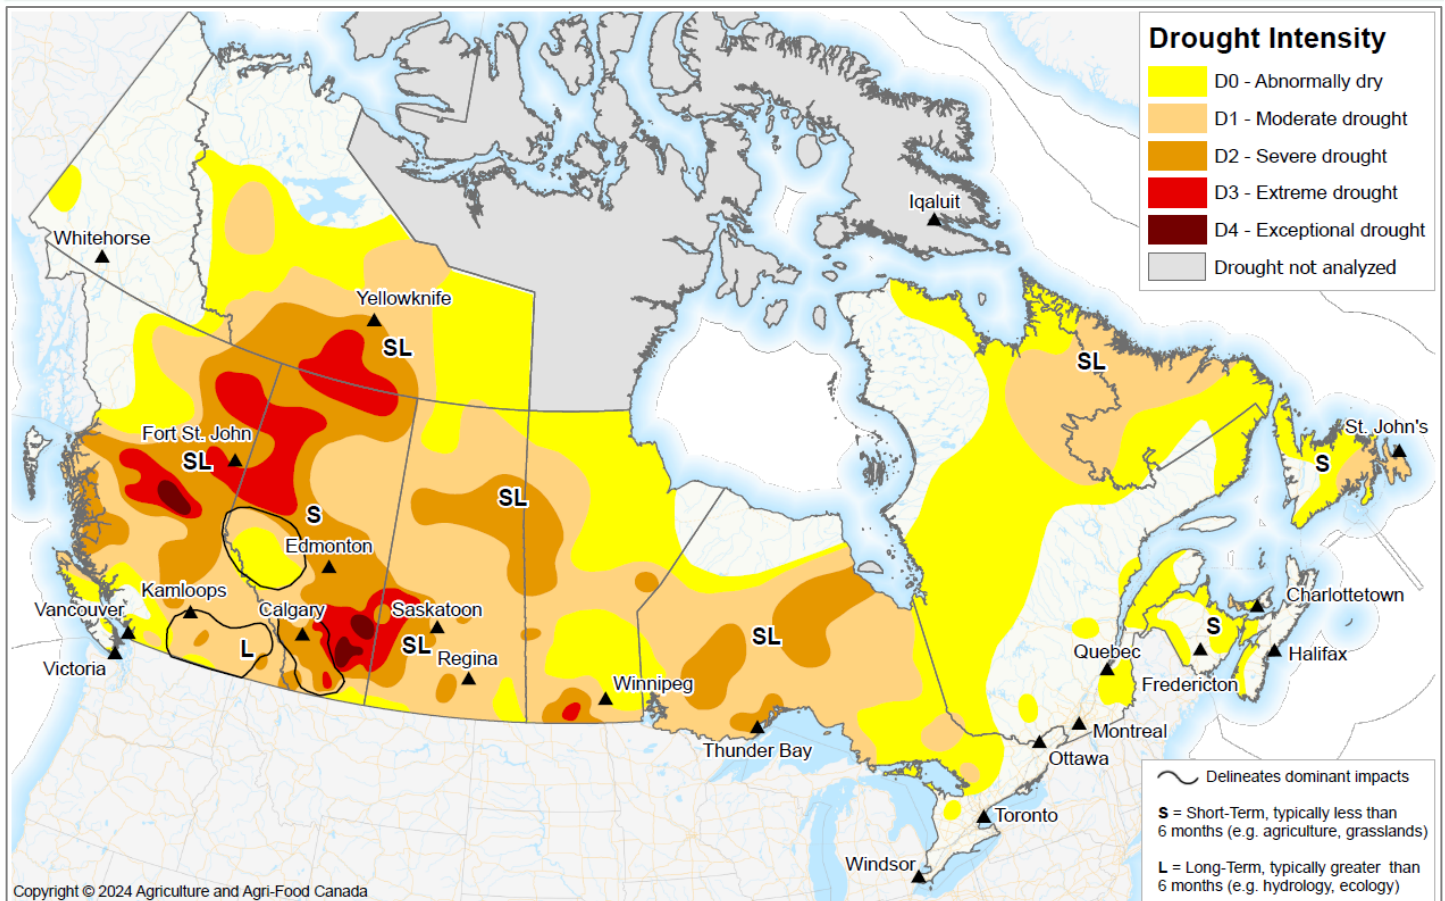 Drought Intensity
D0 - Abnormally dry
D1 - Moderate drought
D2 - Severe drought
D3 - Extreme drought
D4 - Exceptional drought
Drought not analyzed
Iqaluit
Whitehorse
Yellowknife
SL
SL
Fort St. John
SL
St. John's
S
SL
S
Edmonton
Kamloops
Vancouver
Calgary
Saskatoon
Charlottetown
S
SL
L
SL
Victoria
Regina
Quebec
Halifax
Winnipeg
Fredericton
Thunder Bay
Montreal
Ottawa
Toronto
Windsor
Delineates dominant impacts
S = Short-Term, typically less than
6 months (e.g. agriculture, grasslands)
L = Long-Term, typically greater than
6 months (e.g. hydrology, ecology)
Copyright © 2024 Agriculture and Agri-Food Canada